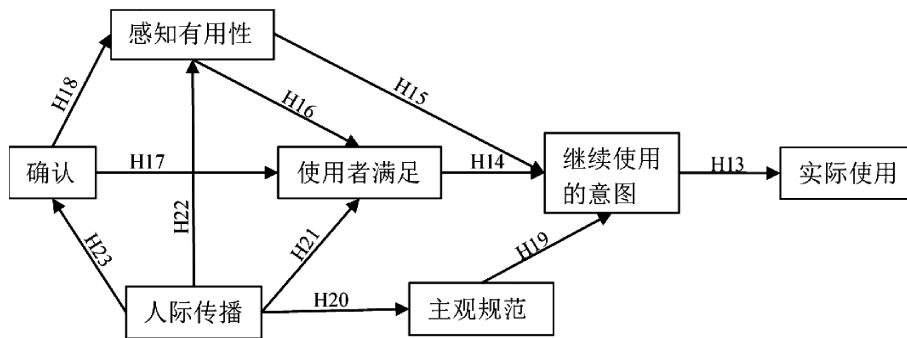 感知有用性
H18
H16
H15
确认
H17
使用者满足
H14
继续使用
的意图
H13
实际使用
H23
H22
H21
H19
人际传播
H20
主观规范